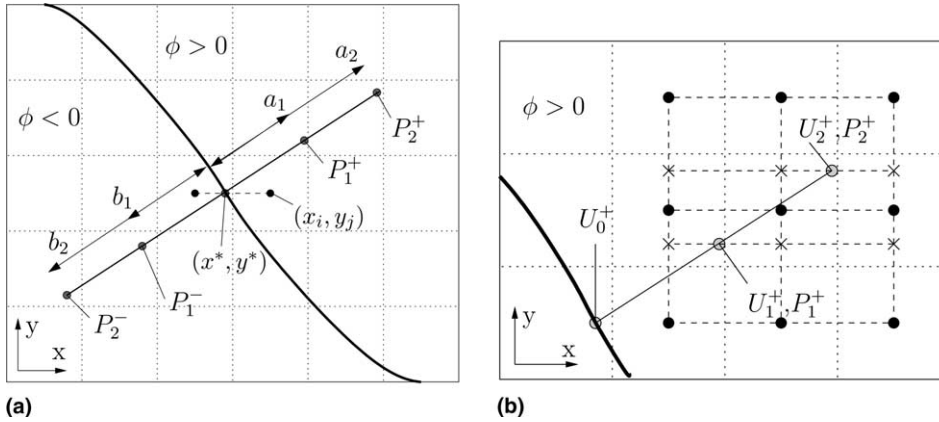 ϕ > 0
a₂
a₁
ϕ < 0
P₂⁺
P₁⁺
b₁
(xᵢ, yⱼ)
b₂
(x*, y*)
P₁⁻
P₂⁻
y
x
(a)
ϕ > 0
U₂⁺,P₂⁺
U₀⁺
U₁⁺,P₁⁺
y
x
(b)